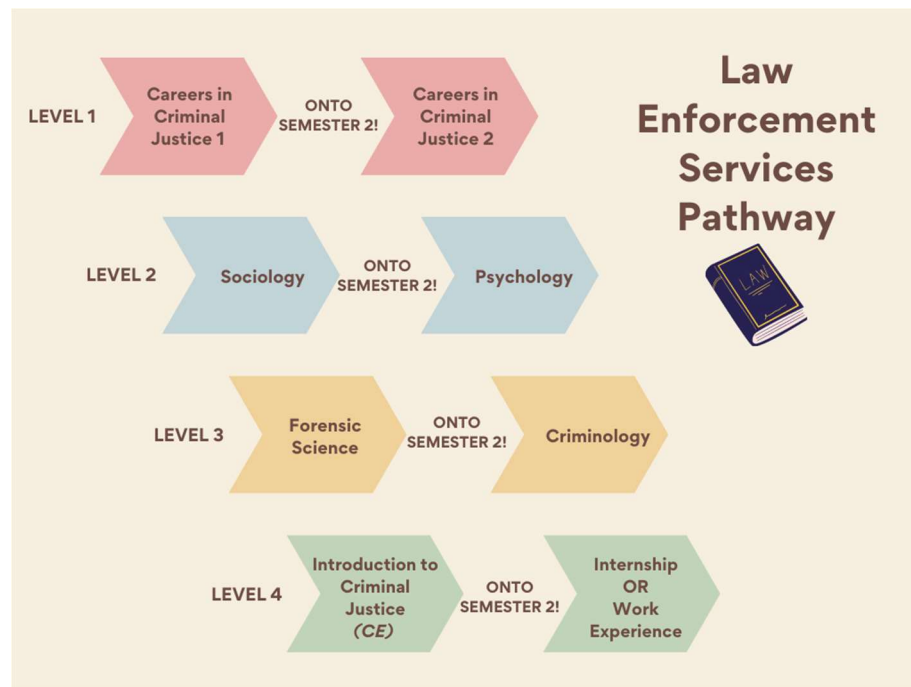 Law
Enforcement
Services
Pathway
LAW
LEVEL 1
Careers in
Criminal
Justice 1
ONTO
SEMESTER 2!
Careers in
Criminal
Justice 2
LEVEL 2
Sociology
ONTO
SEMESTER 2!
Psychology
LEVEL 3
Forensic
Science
ONTO
SEMESTER 2!
Criminology
LEVEL 4
Introduction to
Criminal
Justice
(CE)
ONTO
SEMESTER 2!
Internship
OR
Work
Experience